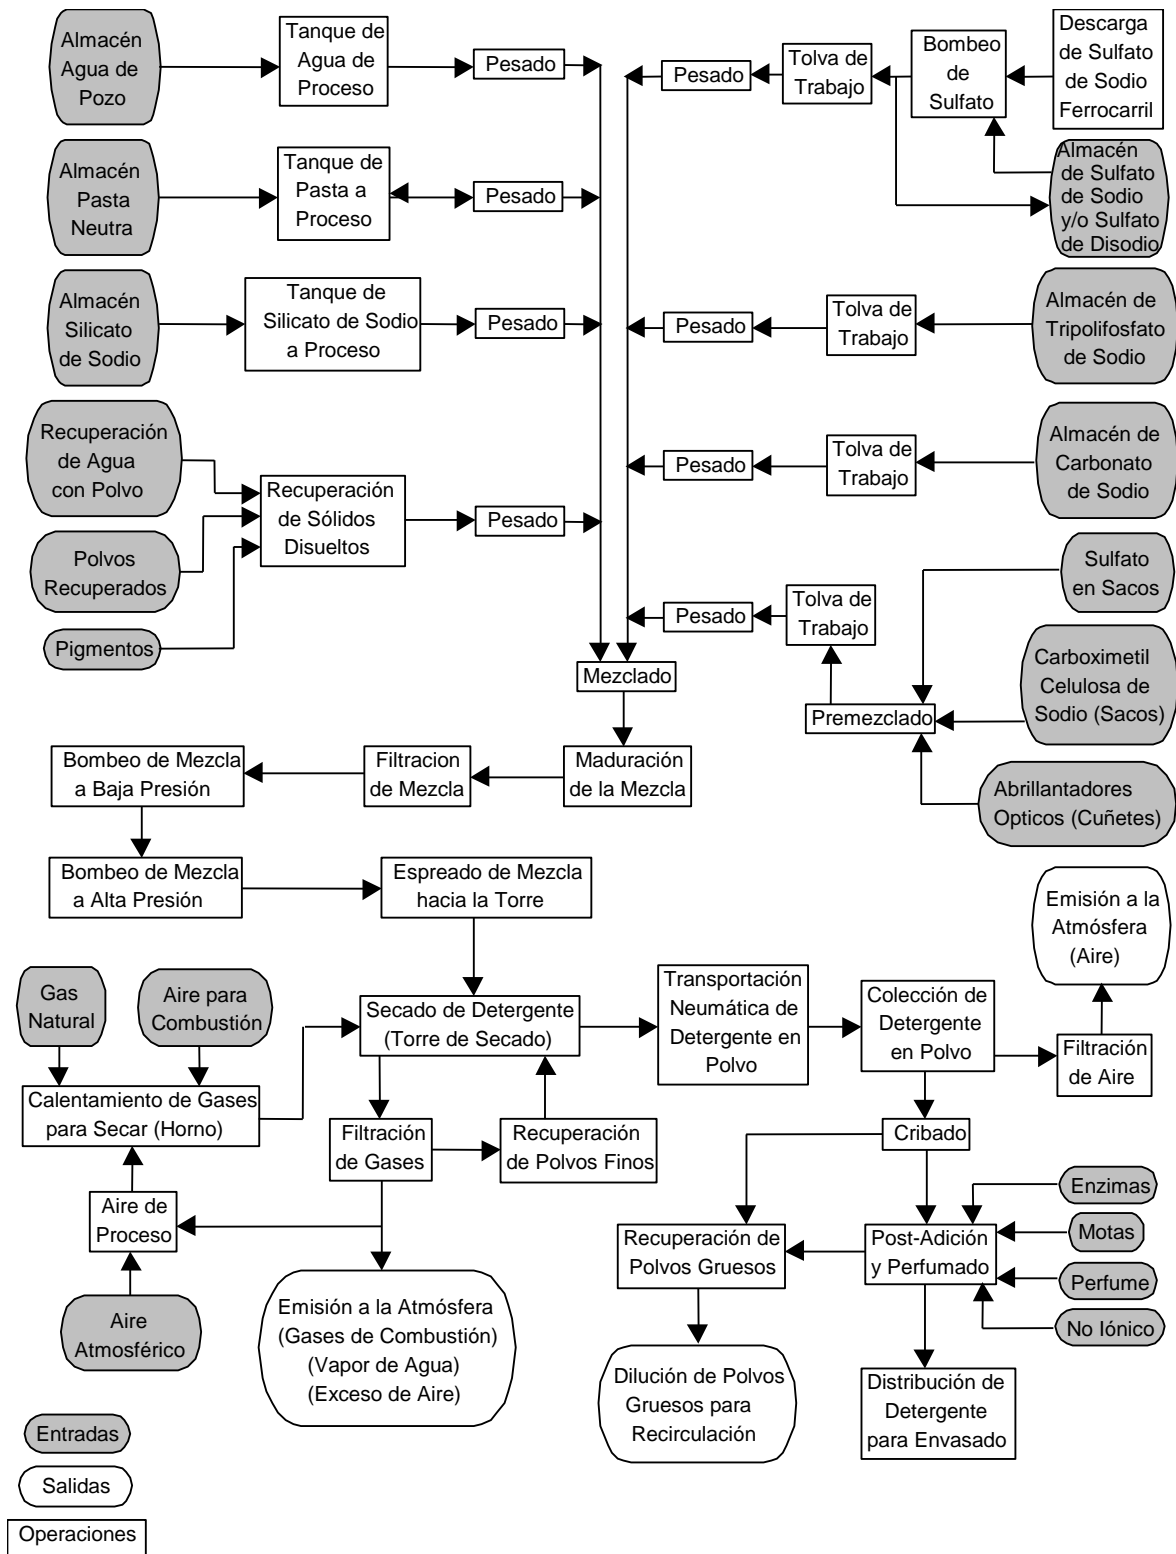 Almacén
Agua de
Pozo
Tanque de
Agua de
Proceso
Pesado
Pesado
Tolva de
Trabajo
Bombeo
de
Sulfato
Descarga
de Sulfato
de Sodio
Ferrocarril
Almacén
Pasta
Neutra
Tanque de
Pasta a
Proceso
Pesado
Almacén
de Sulfato
de Sodio
y/o Sulfato
de Disodio
Almacén
Silicato
de Sodio
Tanque de
Silicato de Sodio
a Proceso
Pesado
Pesado
Tolva de
Trabajo
Almacén de
Tripolifosfato
de Sodio
Recuperación
de Agua
con Polvo
Polvos
Recuperados
Pigmentos
Recuperación
de Sólidos
Disueltos
Pesado
Pesado
Tolva de
Trabajo
Almacén de
Carbonato
de Sodio
Pesado
Tolva de
Trabajo
Sulfato
en Sacos
Carboximetil
Celulosa de
Sodio (Sacos)
Premezclado
Abrillantadores
Opticos (Cuñetes)
Mezclado
Maduración
de la Mezcla
Filtracion
de Mezcla
Bombeo de Mezcla
a Baja Presión
Bombeo de Mezcla
a Alta Presión
Espreado de Mezcla
hacia la Torre
Emisión a la
Atmósfera
(Aire)
Gas
Natural
Aire para
Combustión
Secado de Detergente
(Torre de Secado)
Transportación
Neumática de
Detergente en
Polvo
Colección de
Detergente
en Polvo
Filtración
de Aire
Calentamiento de Gases
para Secar (Horno)
Filtración
de Gases
Recuperación
de Polvos Finos
Cribado
Aire de
Proceso
Recuperación de
Polvos Gruesos
Post-Adición
y Perfumado
Enzimas
Motas
Perfume
No Iónico
Aire
Atmosférico
Emisión a la Atmósfera
(Gases de Combustión)
(Vapor de Agua)
(Exceso de Aire)
Dilución de Polvos
Gruesos para
Recirculación
Distribución de
Detergente
para Envasado
Entradas
Salidas
Operaciones